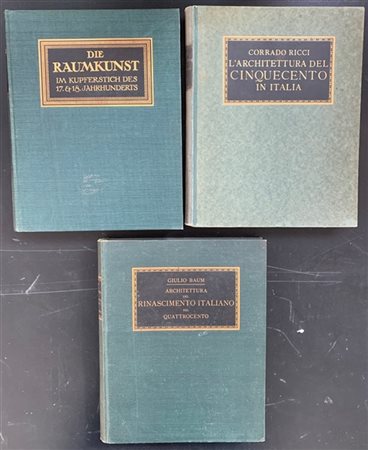 DIE
RAUMKUNST
IM KUPFERSTICH DES
17. & 18. JAHRHUNDERTS
CORRADO RICCI
L'ARCHITETTURA DEL
CINQUECENTO
IN ITALIA
GIULIO BAUM
ARCHITETTURA
DEL
RINASCIMENTO ITALIANO
NEL
QUATTROCENTO